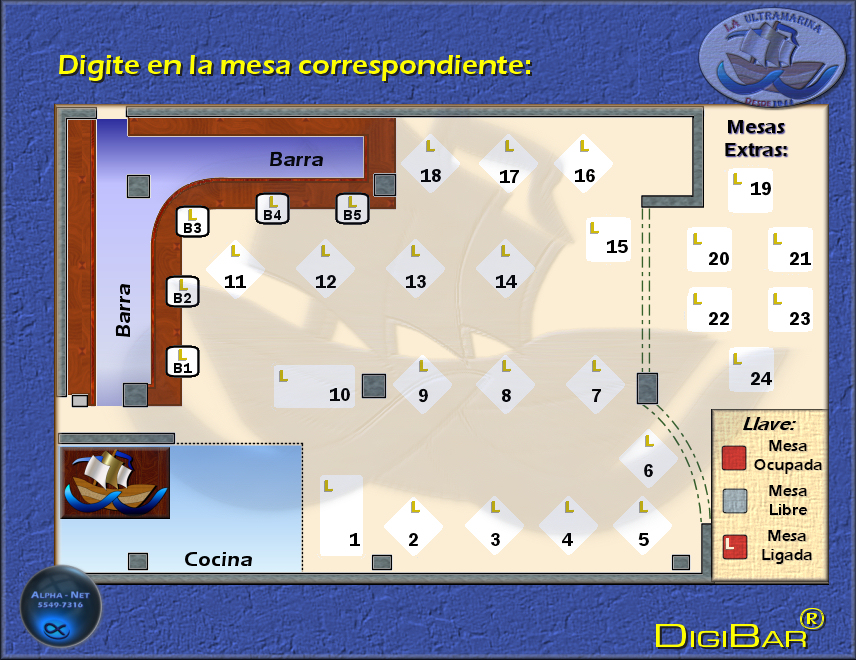 LA ULTRAMARINA
DESDE 1944
Digite en la mesa correspondiente:
Mesas
Extras:
Barra
L 18
L 17
L 16
L 19
L B3
L B4
L B5
L 15
L 20
L 21
L 11
L 12
L 13
L 14
L B2
Barra
L 22
L 23
L B1
L 10
L 9
L 8
L 7
L 24
Llave:
Mesa
Ocupada
Mesa
Libre
L
Mesa
Ligada
L 6
L 1
L 2
L 3
L 4
L 5
Cocina
ALPHA - NET
5549-7316
DIGIBAR®